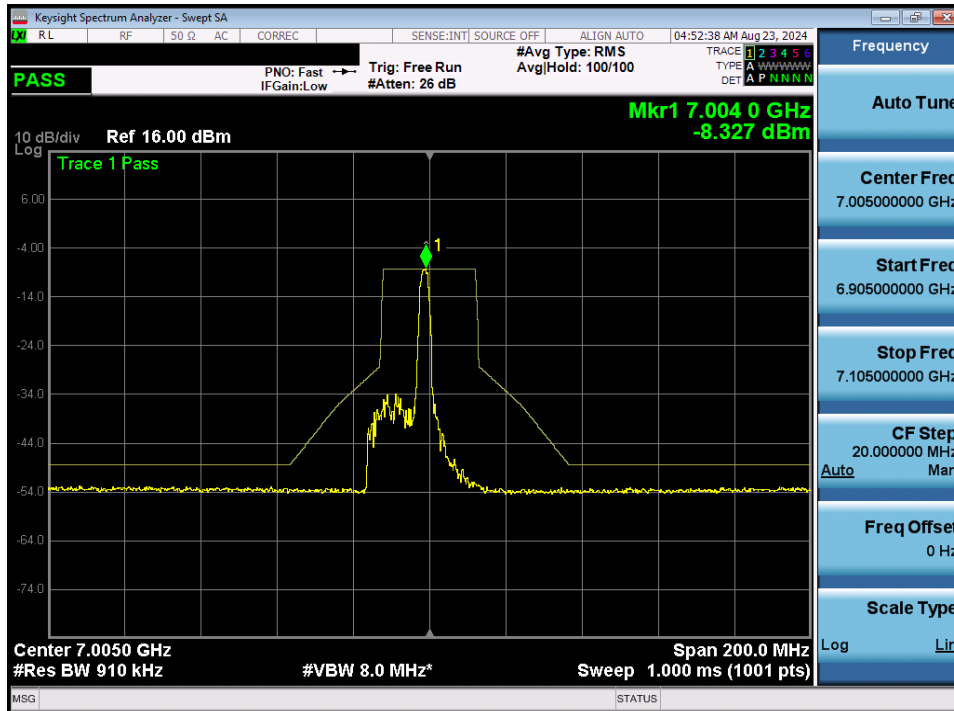 Keysight Spectrum Analyzer - Swept SA
LXI RL RF 50 Ω AC CORREC SENSE:INT SOURCE OFF ALIGN AUTO 04:52:38 AM Aug 23, 2024
PASS
PNO: Fast
IFGain:Low
Trig: Free Run
#Atten: 26 dB
#Avg Type: RMS
Avg|Hold: 100/100
TRACE 1 2 3 4 5 6
TYPE A WWWWW
DET A P N N N N
Mkr1 7.004 0 GHz
-8.327 dBm
10 dB/div Ref 16.00 dBm
Log
Trace 1 Pass
1
6.00
-4.00
-14.0
-24.0
-34.0
-44.0
-54.0
-64.0
-74.0
Center 7.0050 GHz Span 200.0 MHz
#Res BW 910 kHz #VBW 8.0 MHz* Sweep 1.000 ms (1001 pts)
MSG STATUS
Frequency
Auto Tune
Center Freq
7.005000000 GHz
Start Freq
6.905000000 GHz
Stop Freq
7.105000000 GHz
CF Step
20.000000 MHz
Auto Man
Freq Offset
0 Hz
Scale Type
Log Lin